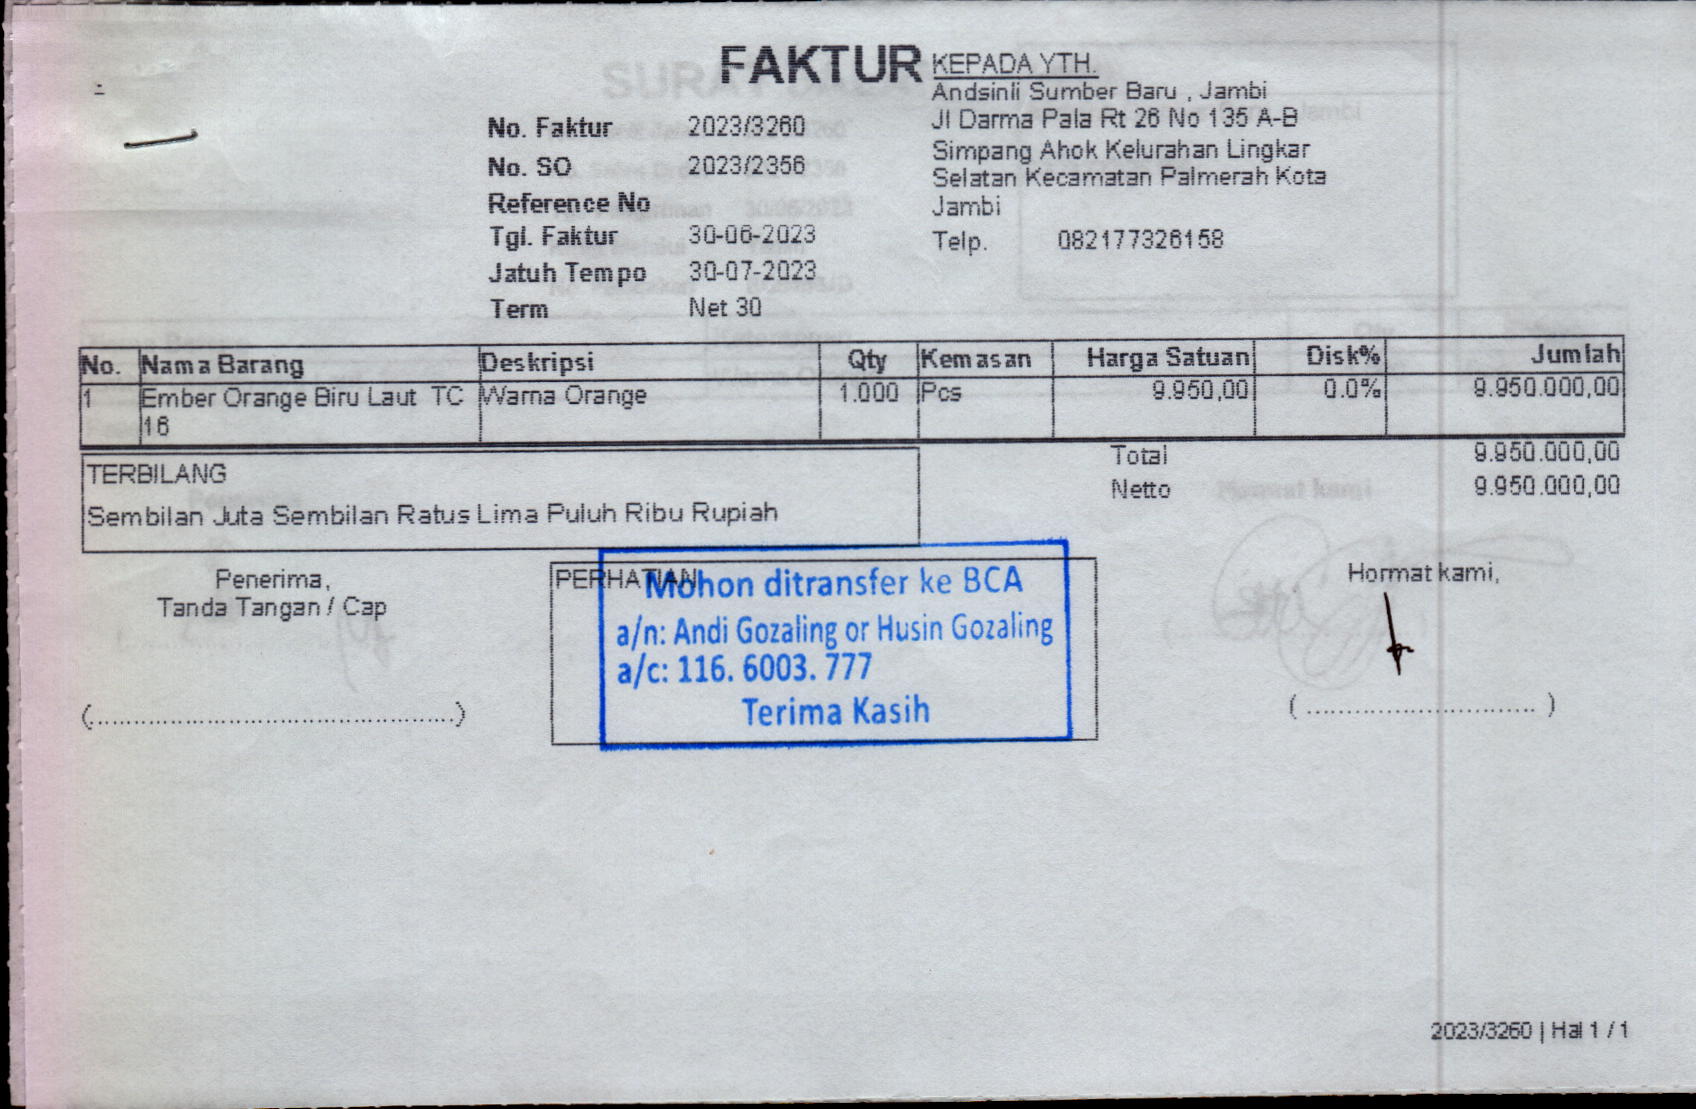 FAKTUR
KEPADA YTH.
Andsinli Sumber Baru , Jambi
Jl Darma Pala Rt 26 No 135 A-B
Simpang Ahok Kelurahan Lingkar
Selatan Kecamatan Palmerah Kota
Jambi
Telp. 082177326158
No. Faktur 2023/3260
No. SO 2023/2356
Reference No
Tgl. Faktur 30-06-2023
Jatuh Tempo 30-07-2023
Term Net 30
No. Nama Barang Deskripsi Qty Kemasan Harga Satuan Disk% Jumlah
1 Ember Orange Biru Laut TC Warna Orange 1.000 Pcs 9.950,00 0.0% 9.950.000,00
16
Total 9.950.000,00
Netto 9.950.000,00
TERBILANG
Sembilan Juta Sembilan Ratus Lima Puluh Ribu Rupiah
Penerima,
Tanda Tangan / Cap
(..............................................)
PERHATIAN
Mohon ditransfer ke BCA
a/n: Andi Gozaling or Husin Gozaling
a/c: 116. 6003. 777
Terima Kasih
Hormat kami,
( ............................. )
2023/3260 | Hal 1 / 1